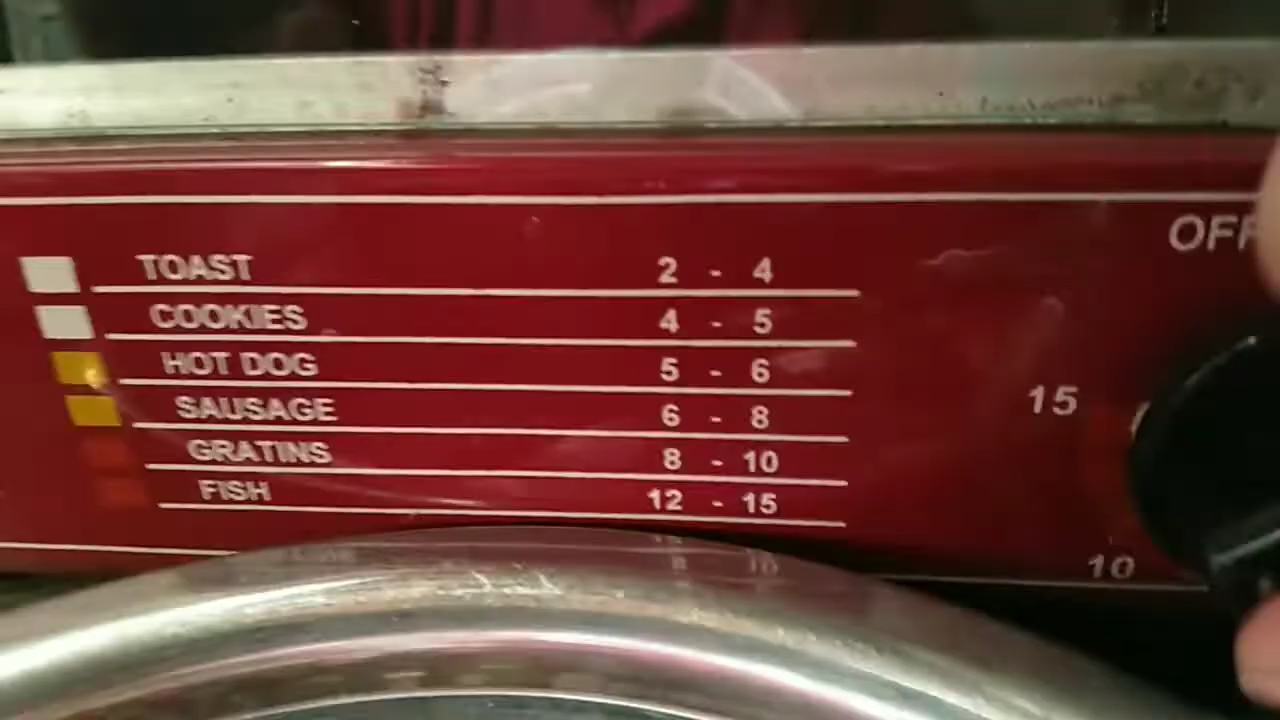 OFF
TOAST 2 - 4
COOKIES 4 - 5
HOT DOG 5 - 6
SAUSAGE 6 - 8
GRATINS 8 - 10
FISH 12 - 15
15
10